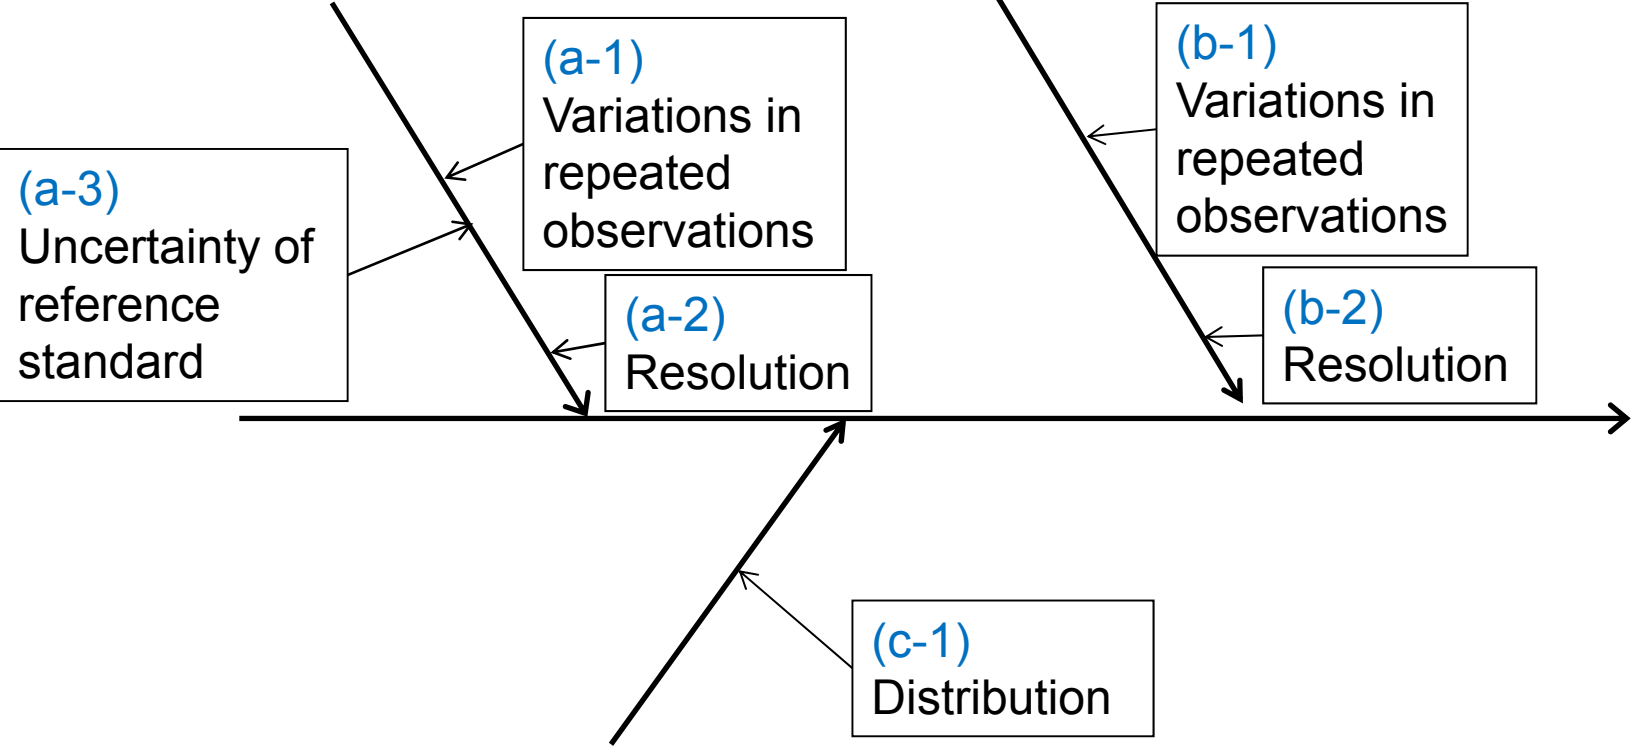 (a-1)
Variations in
repeated
observations
(b-1)
Variations in
repeated
observations
(a-3)
Uncertainty of
reference
standard
(a-2)
Resolution
(b-2)
Resolution
(c-1)
Distribution